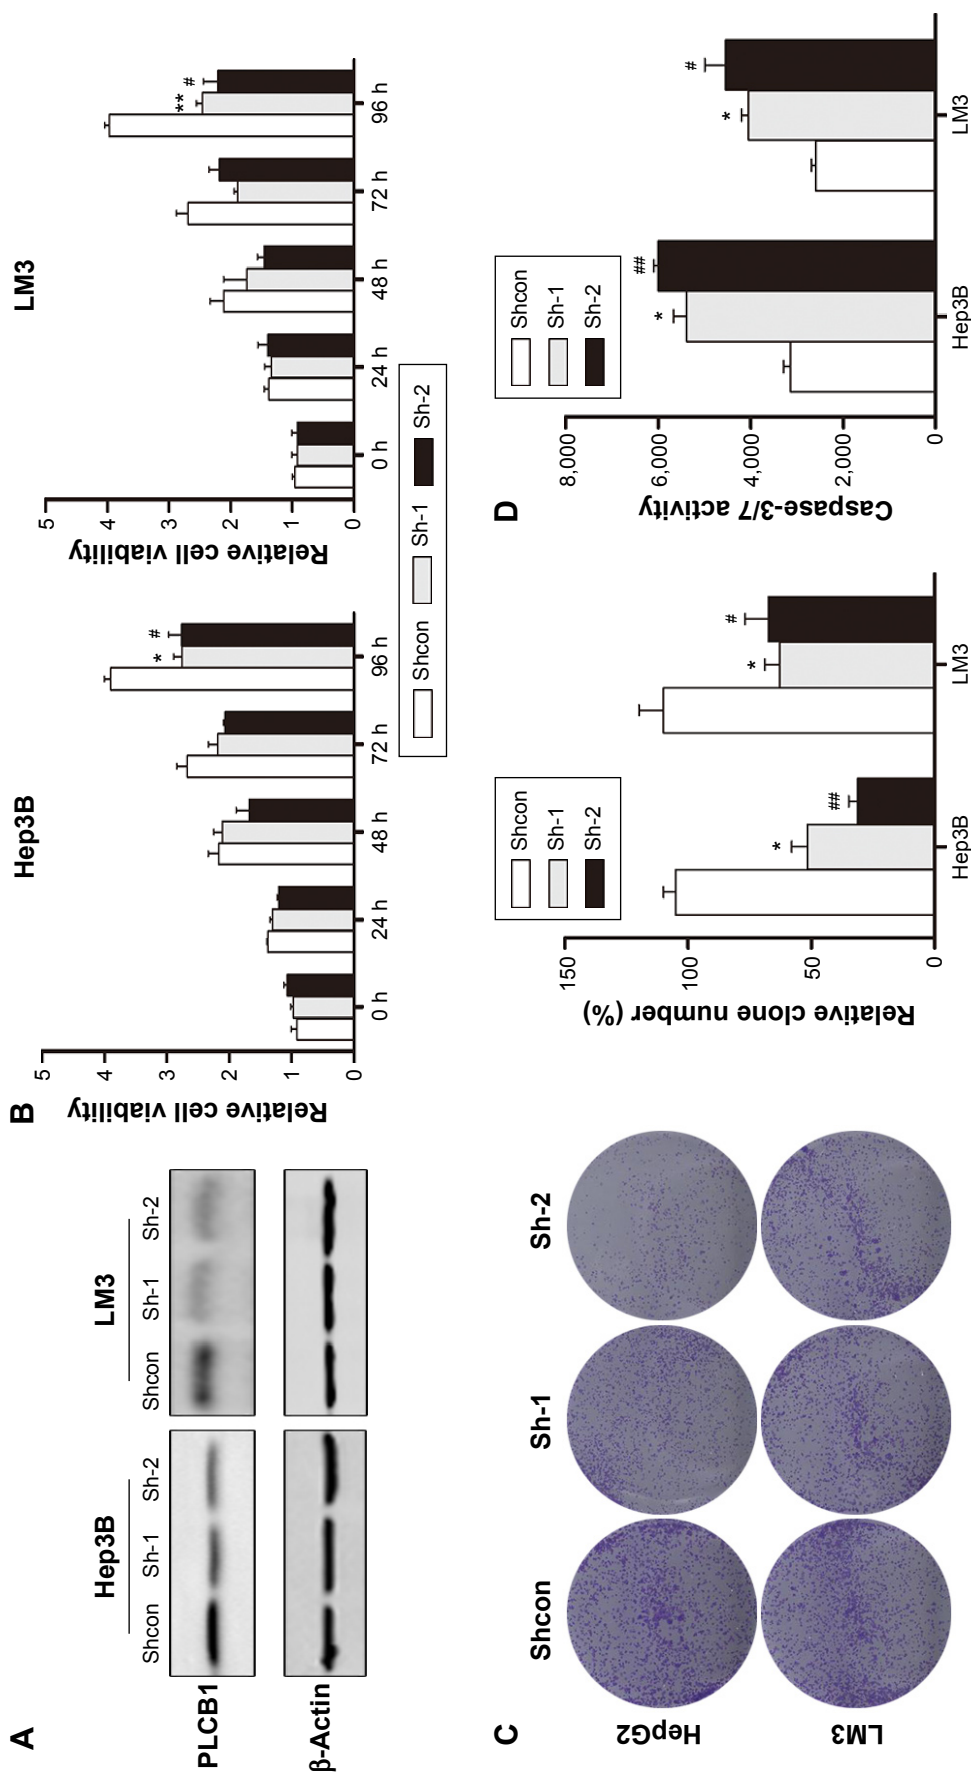 A
Hep3B
LM3
Shcon Sh-1 Sh-2 Shcon Sh-1 Sh-2
PLCB1
β-Actin
B
Hep3B
Relative cell viability
5
4
3
2
1
0
0 h 24 h 48 h 72 h 96 h
* #
LM3
Relative cell viability
5
4
3
2
1
0
0 h 24 h 48 h 72 h 96 h
** #
Shcon Sh-1 Sh-2
C
Shcon Sh-1 Sh-2
HepG2
LM3
Relative clone number (%)
150
100
50
0
Shcon
Sh-1
Sh-2
* ##
* #
Hep3B LM3
D
Caspase-3/7 activity
8,000
6,000
4,000
2,000
0
Shcon
Sh-1
Sh-2
* ##
* #
Hep3B LM3